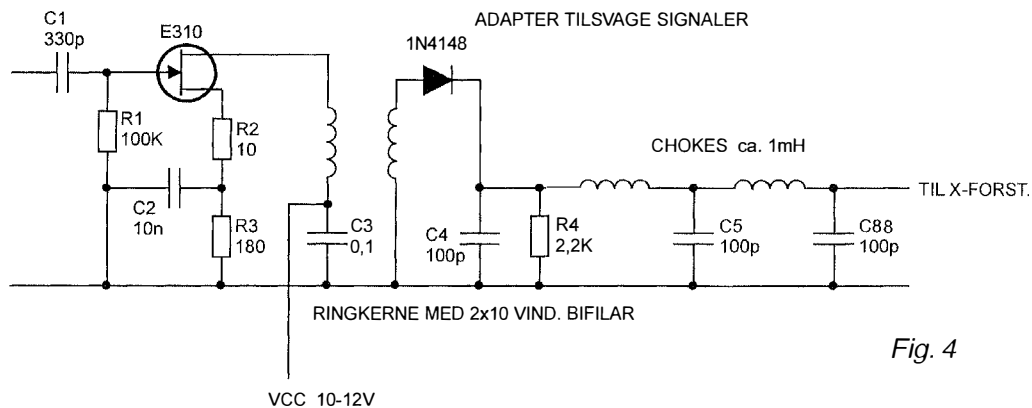 ADAPTER TILSVAGE SIGNALER
C1
330p
E310
1N4148
R1
100K
R2
10
CHOKES ca. 1mH
C2
10n
R3
180
C3
0,1
C4
100p
R4
2,2K
C5
100p
C88
100p
TIL X-FORST.
RINGKERNE MED 2x10 VIND. BIFILAR
Fig. 4
VCC 10-12V